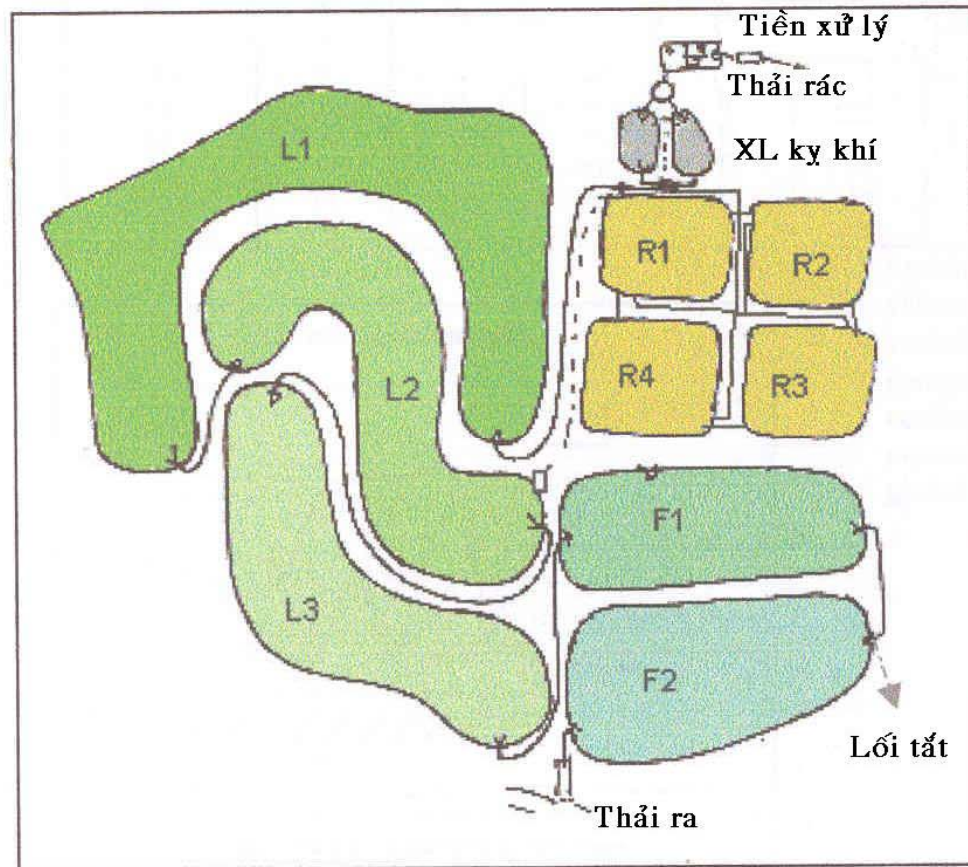 Tiền xử lý
Thải rác
XL kỵ khí
L1
R1
R2
L2
R4
R3
F1
L3
F2
Lối tắt
Thải ra